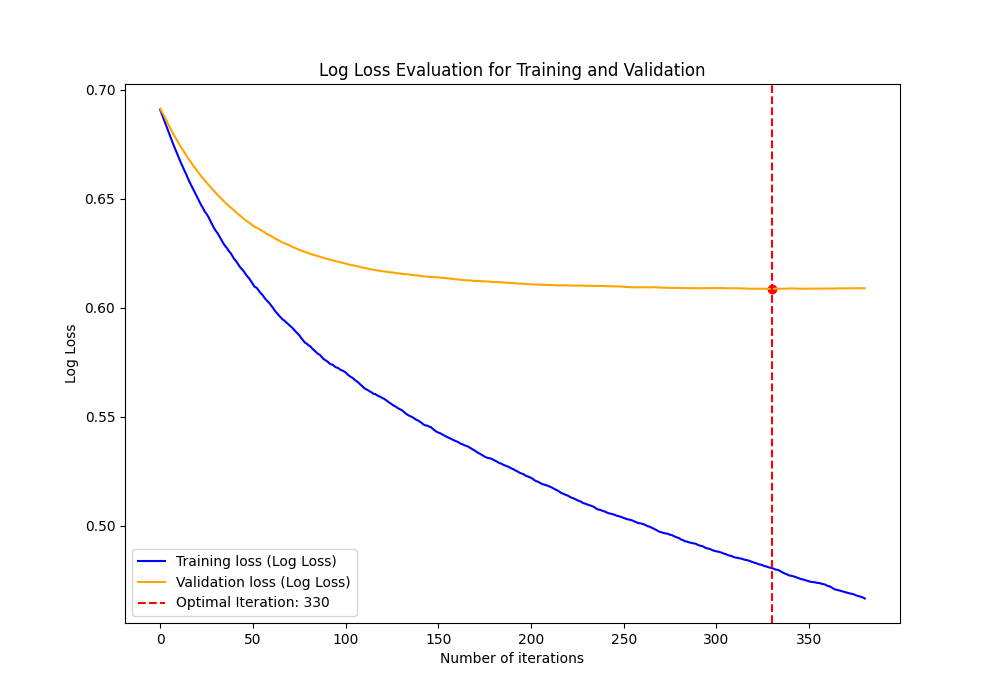 Log Loss Evaluation for Training and Validation
0.70
0.65
0.60
0.55
0.50
Log Loss
Training loss (Log Loss)
Validation loss (Log Loss)
Optimal Iteration: 330
0 50 100 150 200 250 300 350
Number of iterations